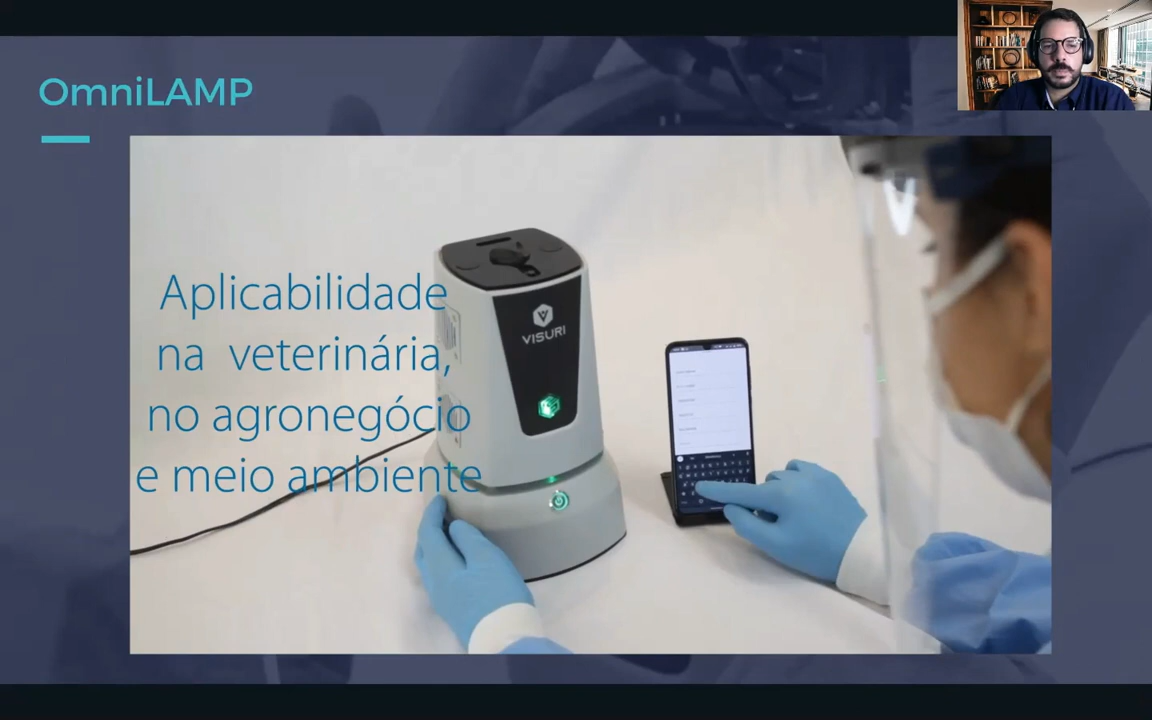 OmniLAMP
Aplicabilidade
na veterinária,
no agronegócio
e meio ambiente
VISURI